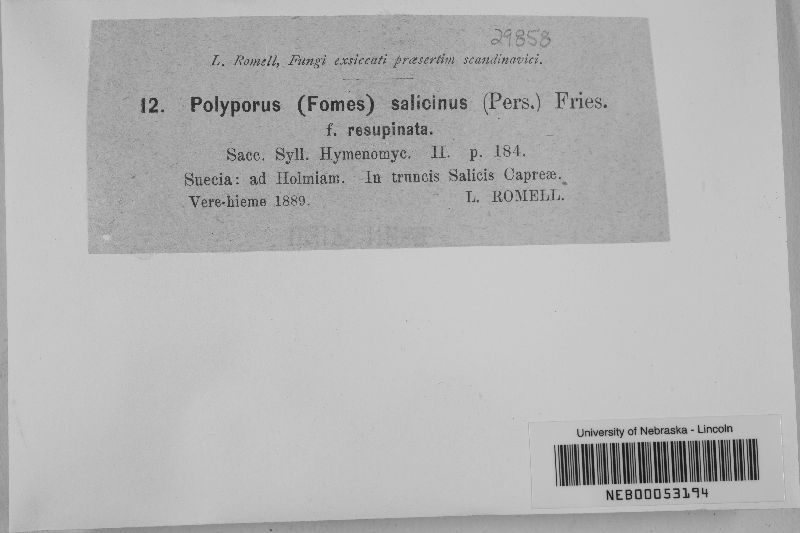 29858
L. Romell, Fungi exsiccati præsertim scandinavici.
12. Polyporus (Fomes) salicinus (Pers.) Fries.
f. resupinata.
Sacc. Syll. Hymenomyc. II. p. 184.
Suecia: ad Holmiam. In truncis Salicis Capreæ.
Vere-hieme 1889. L. ROMELL.
University of Nebraska - Lincoln
NEB00053194